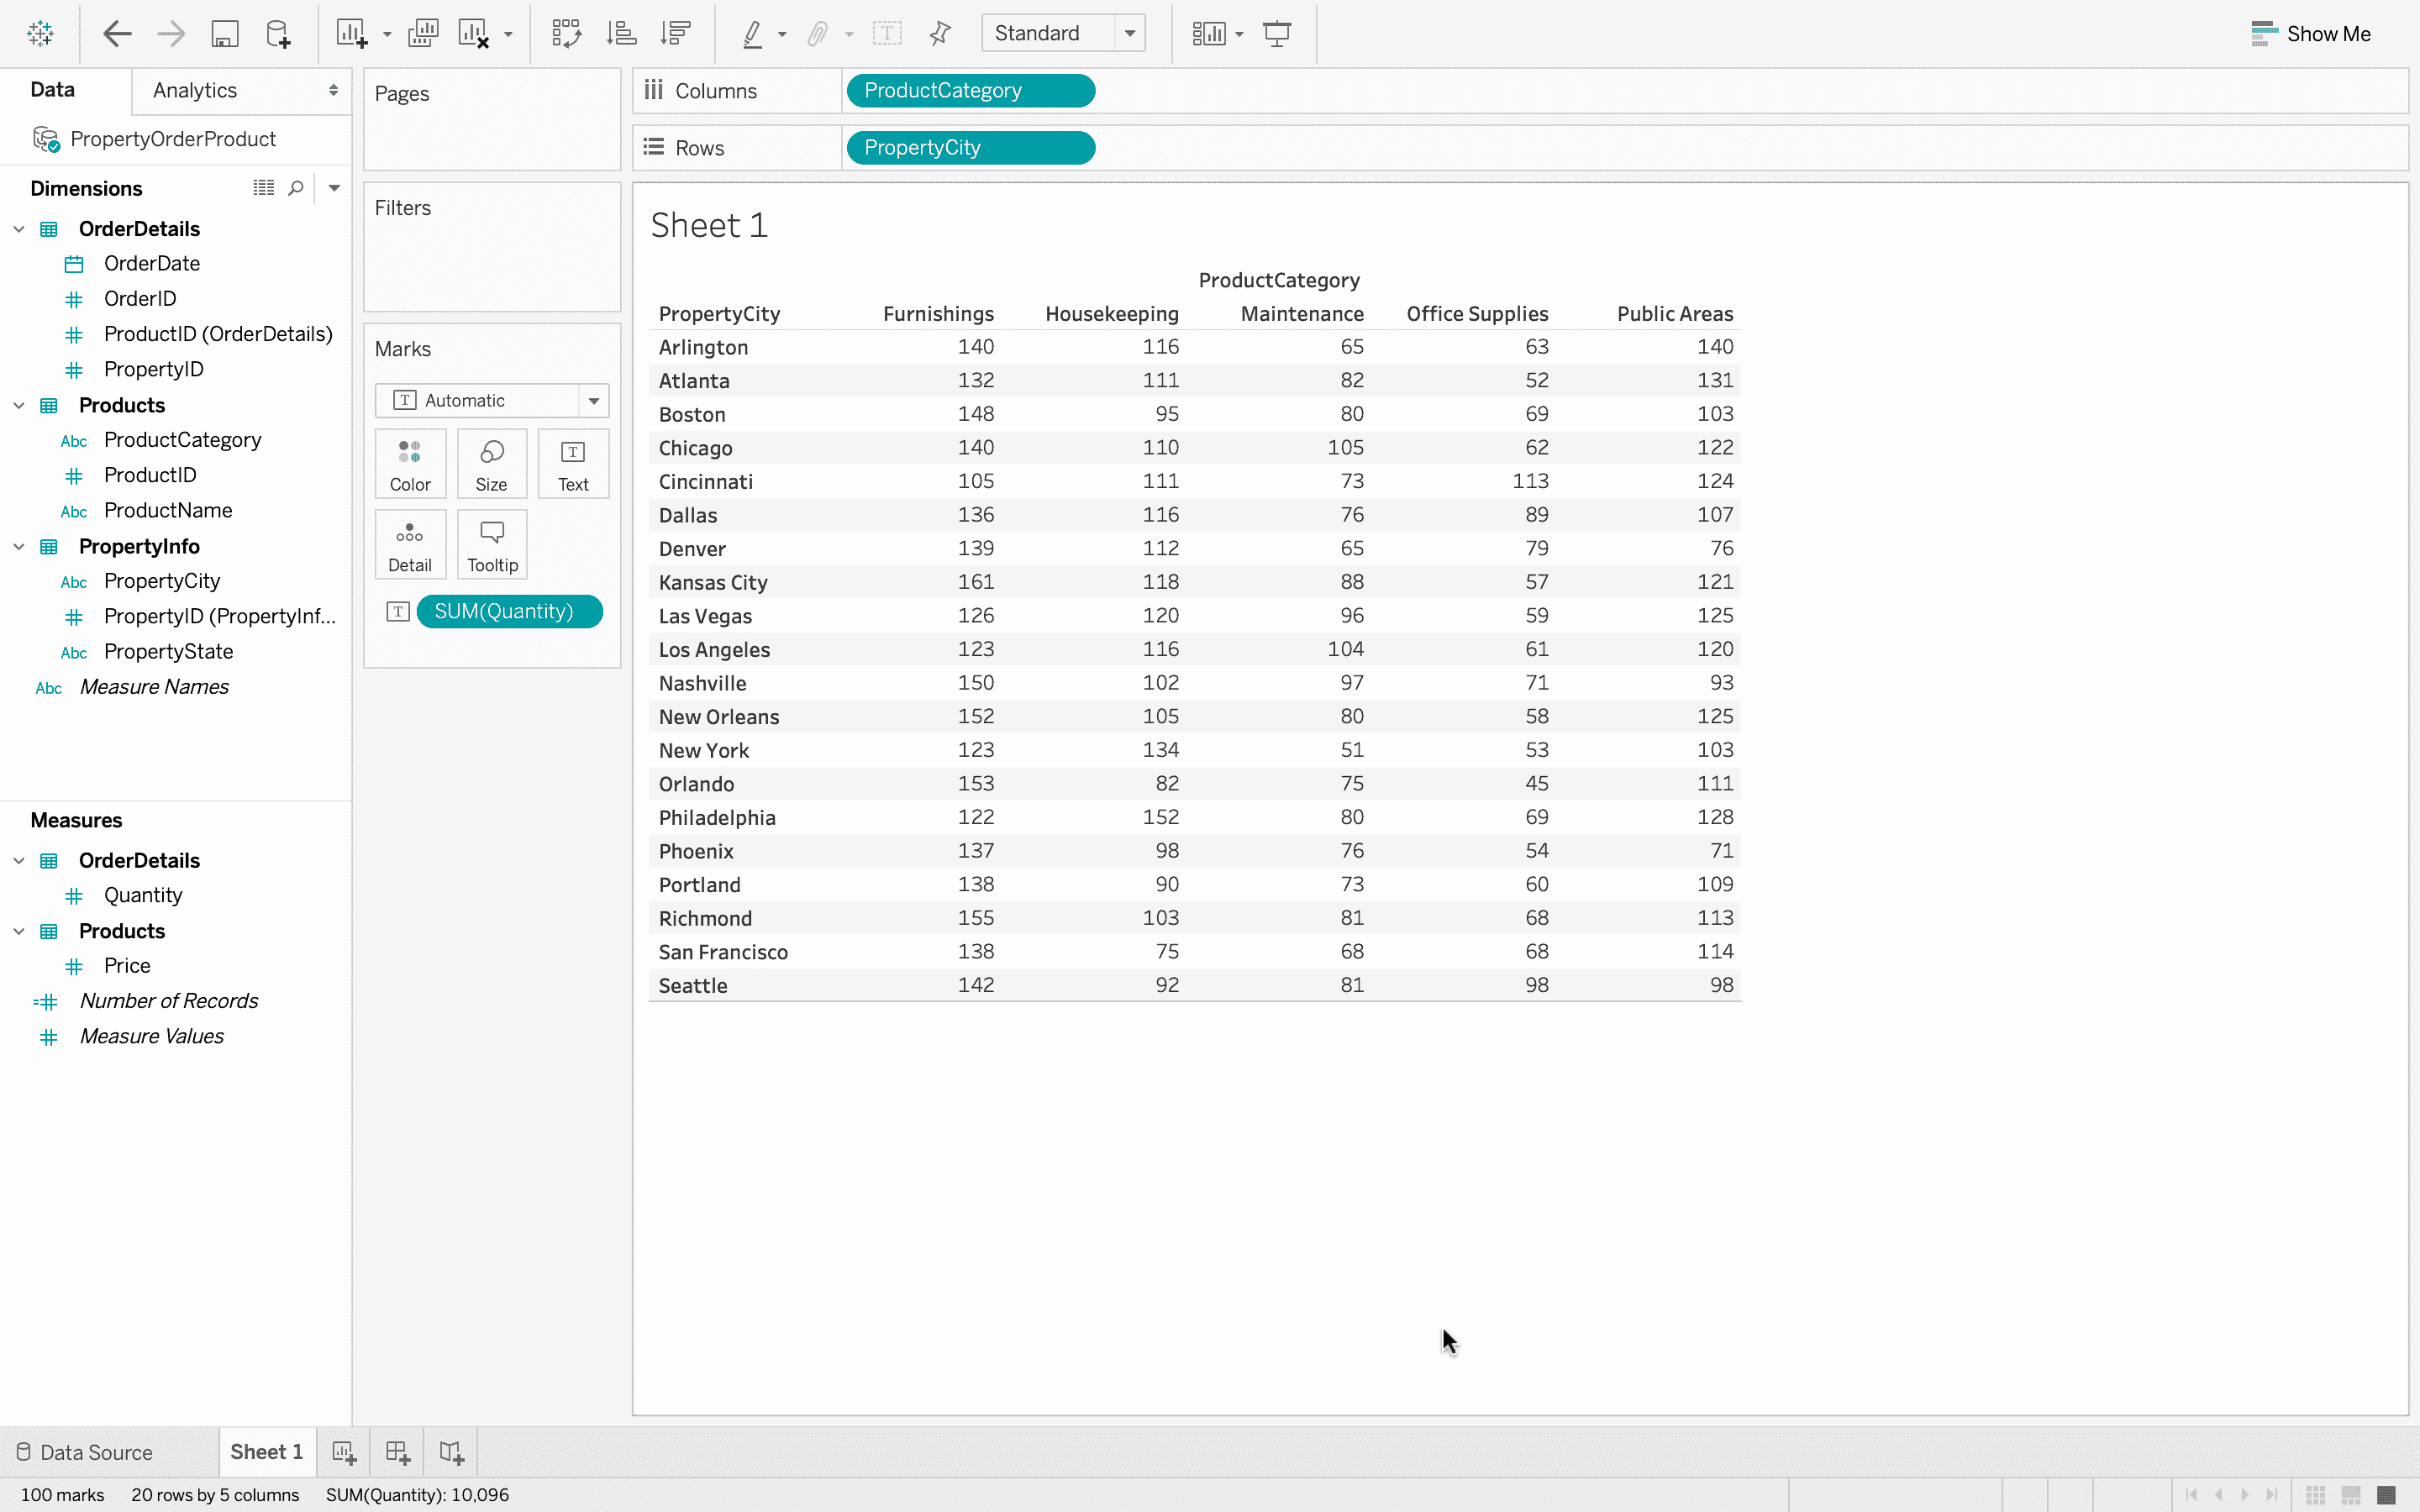 Standard
Show Me
Data
Analytics
PropertyOrderProduct
Dimensions
OrderDetails
OrderDate
OrderID
ProductID (OrderDetails)
PropertyID
Products
Abc ProductCategory
ProductID
Abc ProductName
PropertyInfo
Abc PropertyCity
PropertyID (PropertyInf...
Abc PropertyState
Abc Measure Names
Measures
OrderDetails
Quantity
Products
Price
Number of Records
Measure Values
Pages
Filters
Marks
T Automatic
Color Size T Text
Detail Tooltip
T SUM(Quantity)
Columns ProductCategory
Rows PropertyCity
Sheet 1
ProductCategory
PropertyCity Furnishings Housekeeping Maintenance Office Supplies Public Areas
Arlington 140 116 65 63 140
Atlanta 132 111 82 52 131
Boston 148 95 80 69 103
Chicago 140 110 105 62 122
Cincinnati 105 111 73 113 124
Dallas 136 116 76 89 107
Denver 139 112 65 79 76
Kansas City 161 118 88 57 121
Las Vegas 126 120 96 59 125
Los Angeles 123 116 104 61 120
Nashville 150 102 97 71 93
New Orleans 152 105 80 58 125
New York 123 134 51 53 103
Orlando 153 82 75 45 111
Philadelphia 122 152 80 69 128
Phoenix 137 98 76 54 71
Portland 138 90 73 60 109
Richmond 155 103 81 68 113
San Francisco 138 75 68 68 114
Seattle 142 92 81 98 98
Data Source
Sheet 1
100 marks 20 rows by 5 columns SUM(Quantity): 10,096